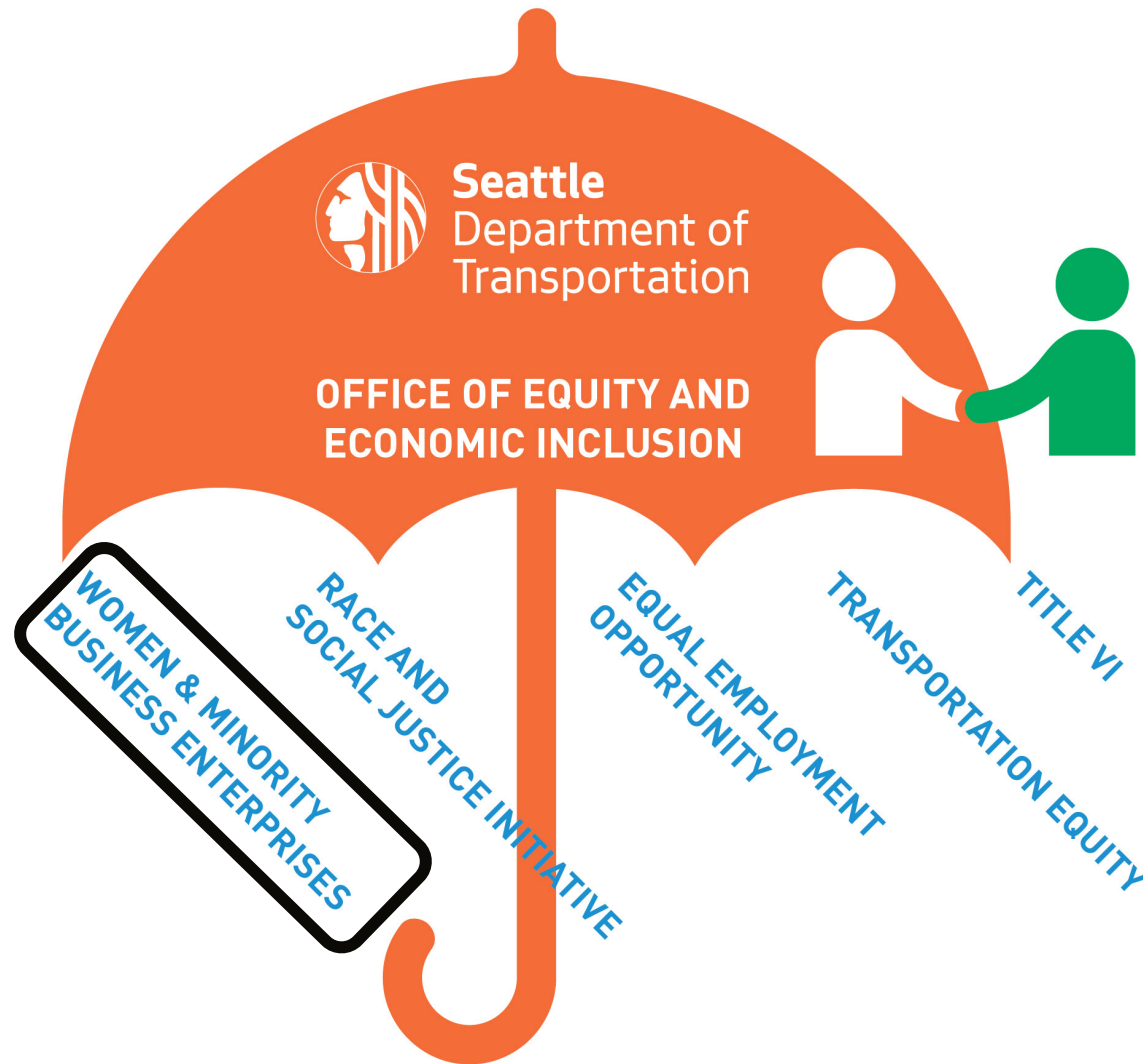 Seattle
Department of
Transportation
OFFICE OF EQUITY AND
ECONOMIC INCLUSION
WOMEN & MINORITY
BUSINESS ENTERPRISES
RACE AND
SOCIAL JUSTICE INITIATIVE
EQUAL EMPLOYMENT
OPPORTUNITY
TRANSPORTATION EQUITY
TITLE VI